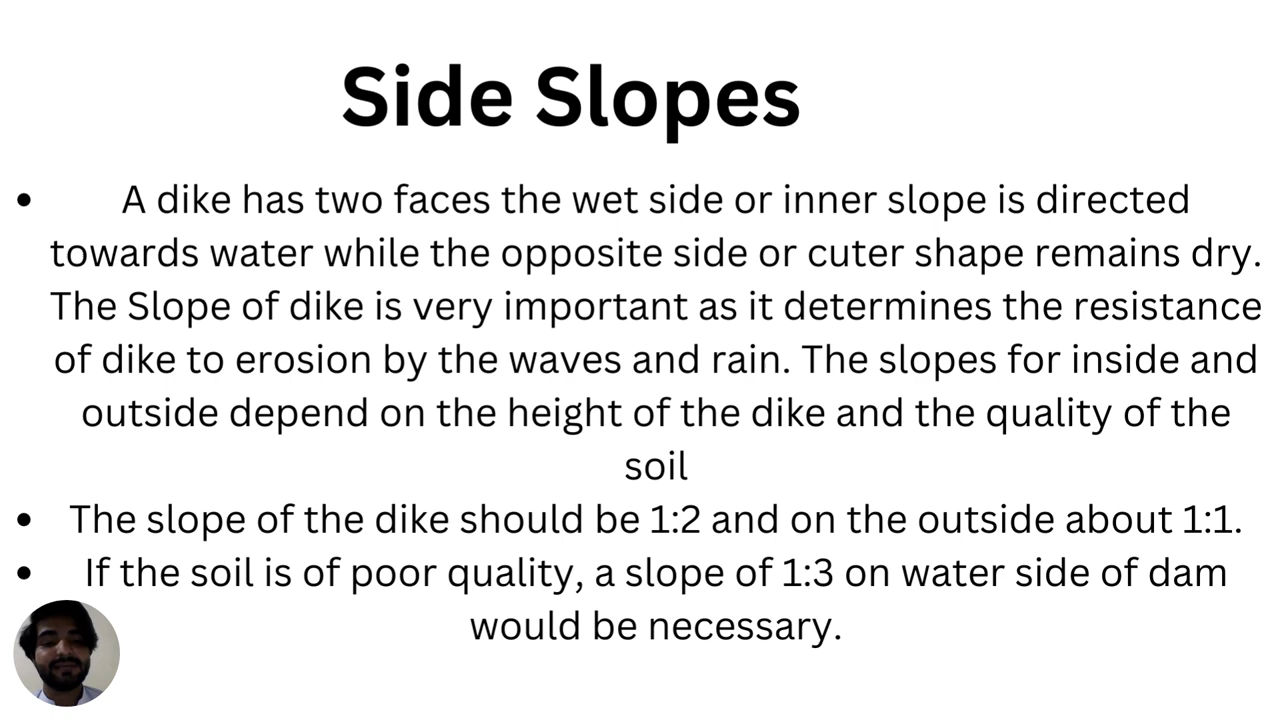 Side Slopes
• A dike has two faces the wet side or inner slope is directed
towards water while the opposite side or cuter shape remains dry.
The Slope of dike is very important as it determines the resistance
of dike to erosion by the waves and rain. The slopes for inside and
outside depend on the height of the dike and the quality of the
soil
• The slope of the dike should be 1:2 and on the outside about 1:1.
• If the soil is of poor quality, a slope of 1:3 on water side of dam
would be necessary.